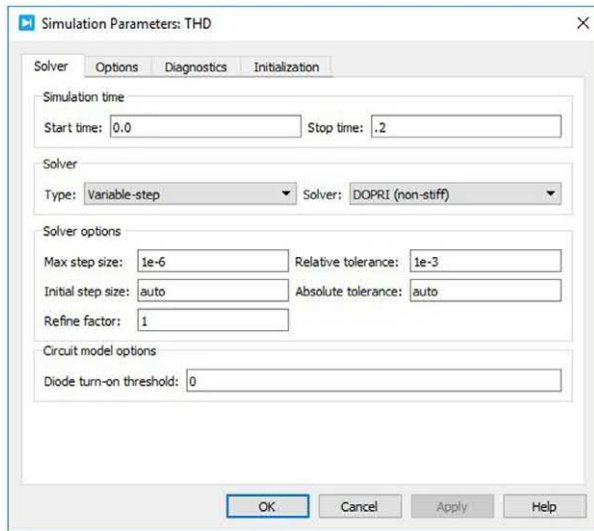 Simulation Parameters: THD
Solver Options Diagnostics Initialization
Simulation time
Start time: 0.0 Stop time: .2
Solver
Type: Variable-step Solver: DOPRI (non-stiff)
Solver options
Max step size: 1e-6 Relative tolerance: 1e-3
Initial step size: auto Absolute tolerance: auto
Refine factor: 1
Circuit model options
Diode turn-on threshold: 0
OK Cancel Apply Help